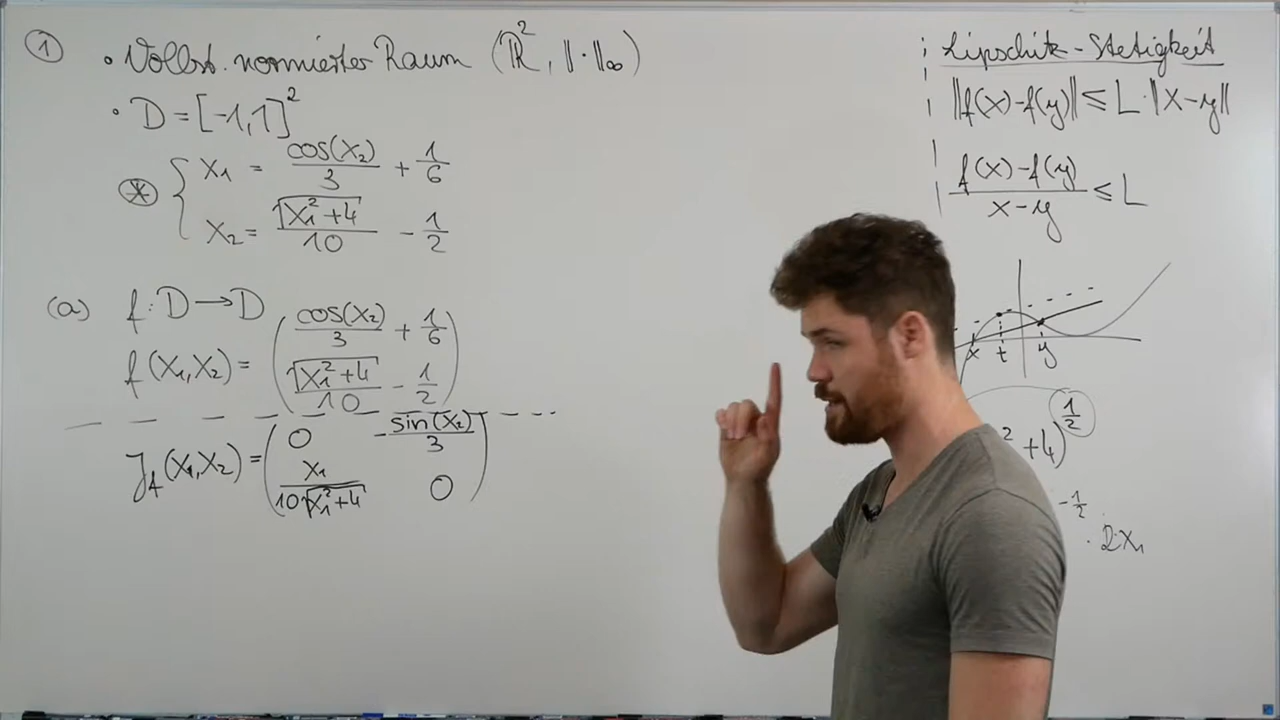 ① • Vollst. normierter Raum (ℝ², ‖·‖∞)
• D = [-1,1]²
⊛ { x₁ = cos(x₂)/3 + 1/6
x₂ = √(x₁²+4)/10 - 1/2
(a) f: D → D
f(x₁,x₂) = ( cos(x₂)/3 + 1/6
√(x₁²+4)/10 - 1/2 )
J_f(x₁,x₂) = ( 0   -sin(x₂)/3
x₁/(10√(x₁²+4))   0 )
Lipschitz-Stetigkeit
‖f(x)-f(y)‖ ≤ L·‖x-y‖
(f(x)-f(y))/(x-y) ≤ L
x t y
² +4)^(1/2)
-1/2 · 2x₁